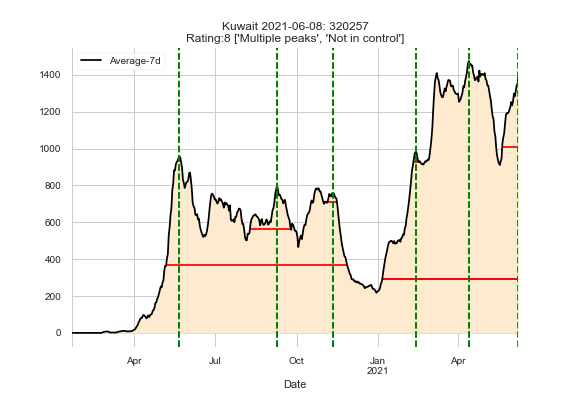 Kuwait 2021-06-08: 320257
Rating:8 ['Multiple peaks', 'Not in control']
Average-7d
1400
1200
1000
800
600
400
200
0
Apr
Jul
Oct
Jan
2021
Apr
Date